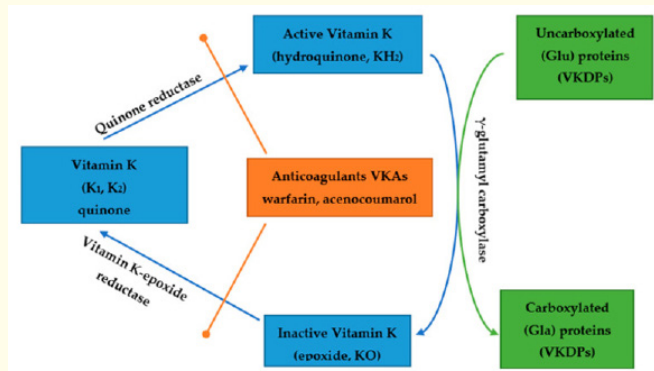 Active Vitamin K
(hydroquinone, KH₂)
Uncarboxylated
(Glu) proteins
(VKDPs)
Quinone reductase
γ-glutamyl carboxylase
Vitamin K
(K₁, K₂)
quinone
Anticoagulants VKAs
warfarin, acenocoumarol
Vitamin K-epoxide
reductase
Inactive Vitamin K
(epoxide, KO)
Carboxylated
(Gla) proteins
(VKDPs)